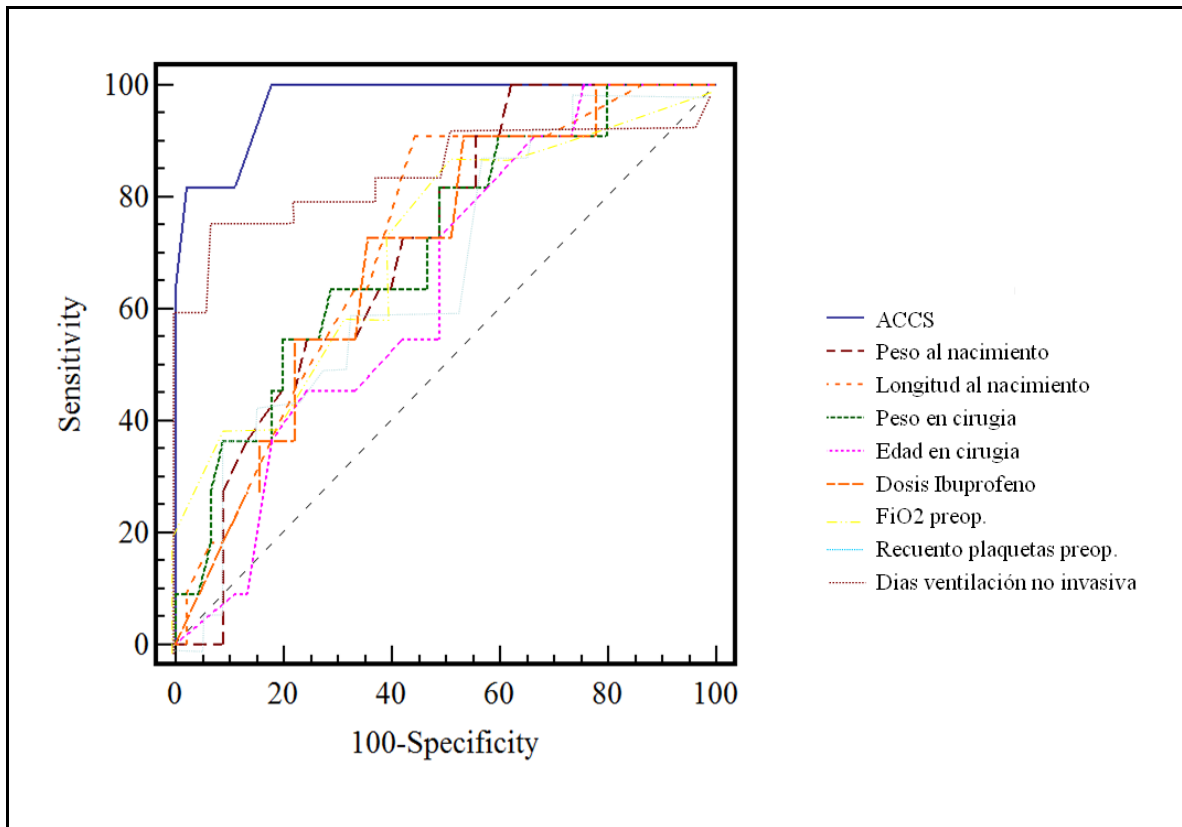 100
80
60
40
20
0
Sensitivity
0 20 40 60 80 100
100-Specificity
ACCS
Peso al nacimiento
Longitud al nacimiento
Peso en cirugia
Edad en cirugia
Dosis Ibuprofeno
FiO2 preop.
Recuento plaquetas preop.
Dias ventilación no invasiva